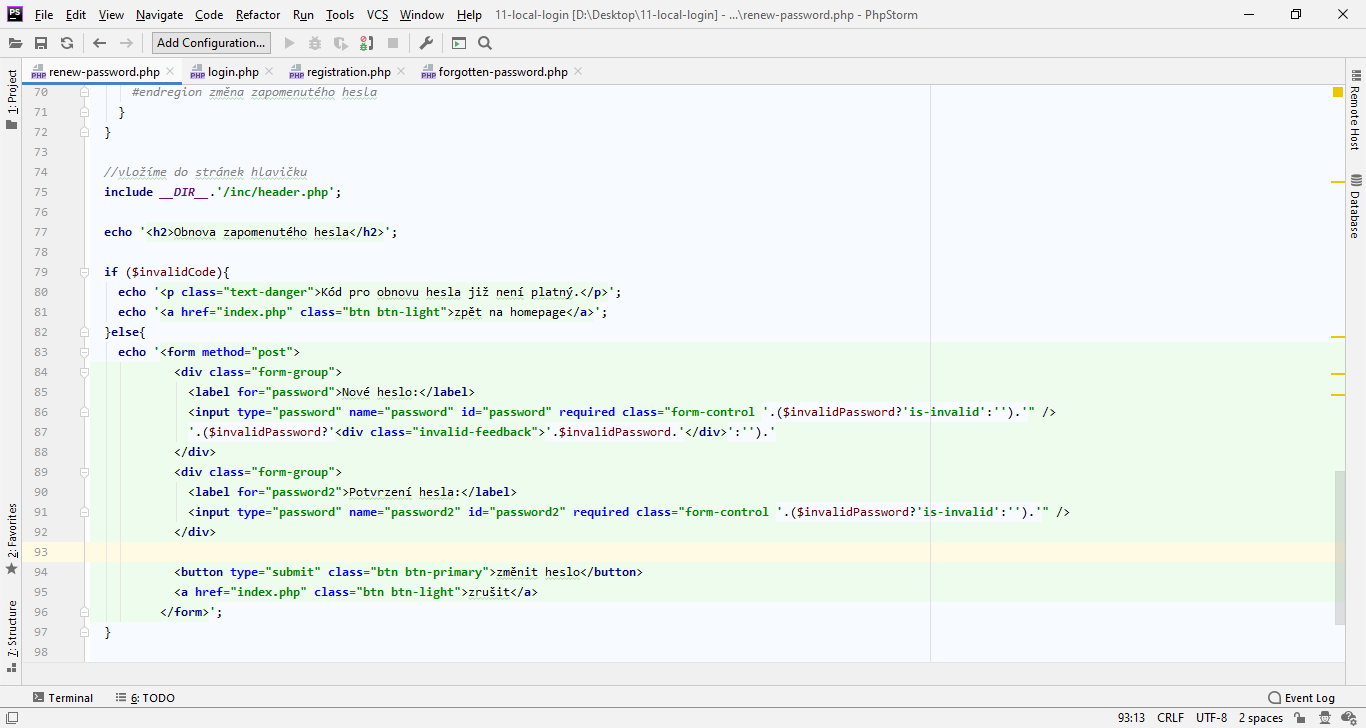 File Edit View Navigate Code Refactor Run Tools VCS Window Help 11-local-login [D:\Desktop\11-local-login] - ...\renew-password.php - PhpStorm
Add Configuration...
renew-password.php login.php registration.php forgotten-password.php
1: Project
2: Favorites
7: Structure
Remote Host
Database
70 #endregion změna zapomenutého hesla
71 }
72 }
73
74 //vložíme do stránek hlavičku
75 include __DIR__.'/inc/header.php';
76
77 echo '<h2>Obnova zapomenutého hesla</h2>';
78
79 if ($invalidCode){
80 echo '<p class="text-danger">Kód pro obnovu hesla již není platný.</p>';
81 echo '<a href="index.php" class="btn btn-light">zpět na homepage</a>';
82 }else{
83 echo '<form method="post">
84 <div class="form-group">
85 <label for="password">Nové heslo:</label>
86 <input type="password" name="password" id="password" required class="form-control '.($invalidPassword?'is-invalid':'').'" />
87 '.($invalidPassword?'<div class="invalid-feedback">'.$invalidPassword.'</div>':'').'
88 </div>
89 <div class="form-group">
90 <label for="password2">Potvrzení hesla:</label>
91 <input type="password" name="password2" id="password2" required class="form-control '.($invalidPassword?'is-invalid':'').'" />
92 </div>
93
94 <button type="submit" class="btn btn-primary">změnit heslo</button>
95 <a href="index.php" class="btn btn-light">zrušit</a>
96 </form>';
97 }
98
Terminal 6: TODO Event Log
93:13 CRLF UTF-8 2 spaces